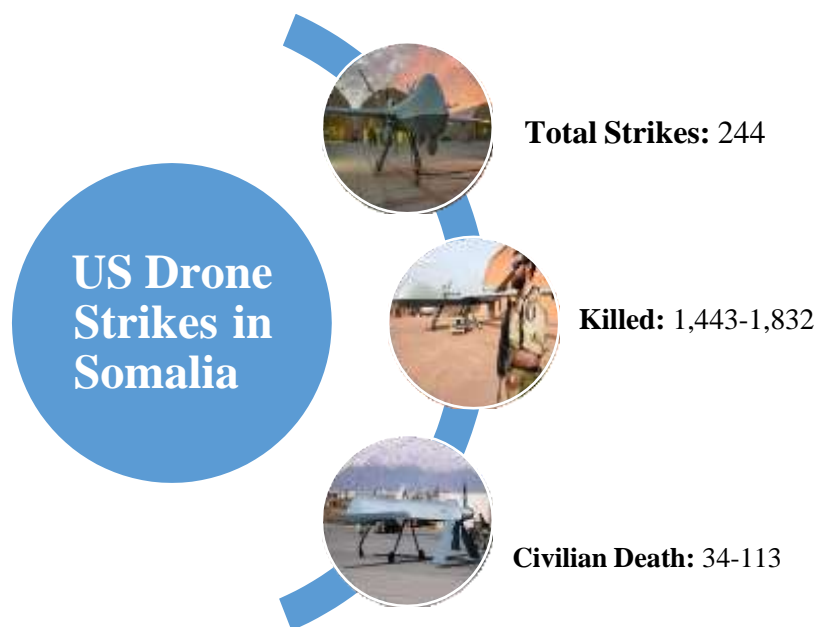 US Drone
Strikes in
Somalia
Total Strikes: 244
Killed: 1,443-1,832
Civilian Death: 34-113